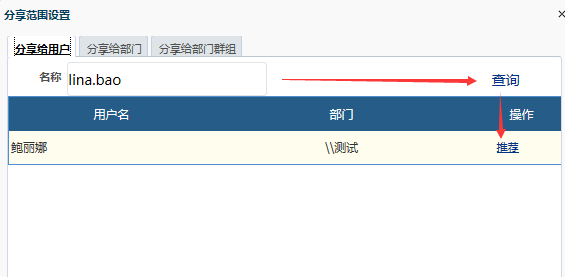 分享范围设置
分享给用户 分享给部门 分享给部门群组
名称 lina.bao 查询
用户名 部门 操作
鲍丽娜 \\测试 推荐